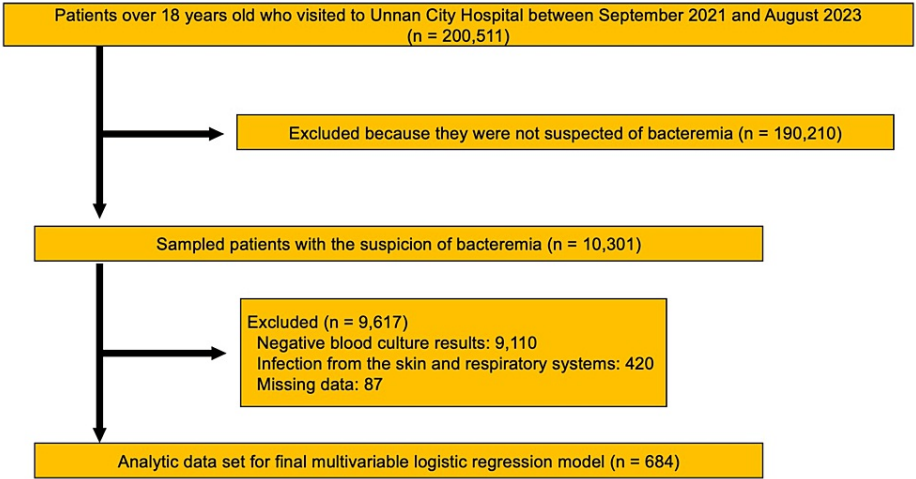 Patients over 18 years old who visited to Unnan City Hospital between September 2021 and August 2023
(n = 200,511)
Excluded because they were not suspected of bacteremia (n = 190,210)
Sampled patients with the suspicion of bacteremia (n = 10,301)
Excluded (n = 9,617)
Negative blood culture results: 9,110
Infection from the skin and respiratory systems: 420
Missing data: 87
Analytic data set for final multivariable logistic regression model (n = 684)